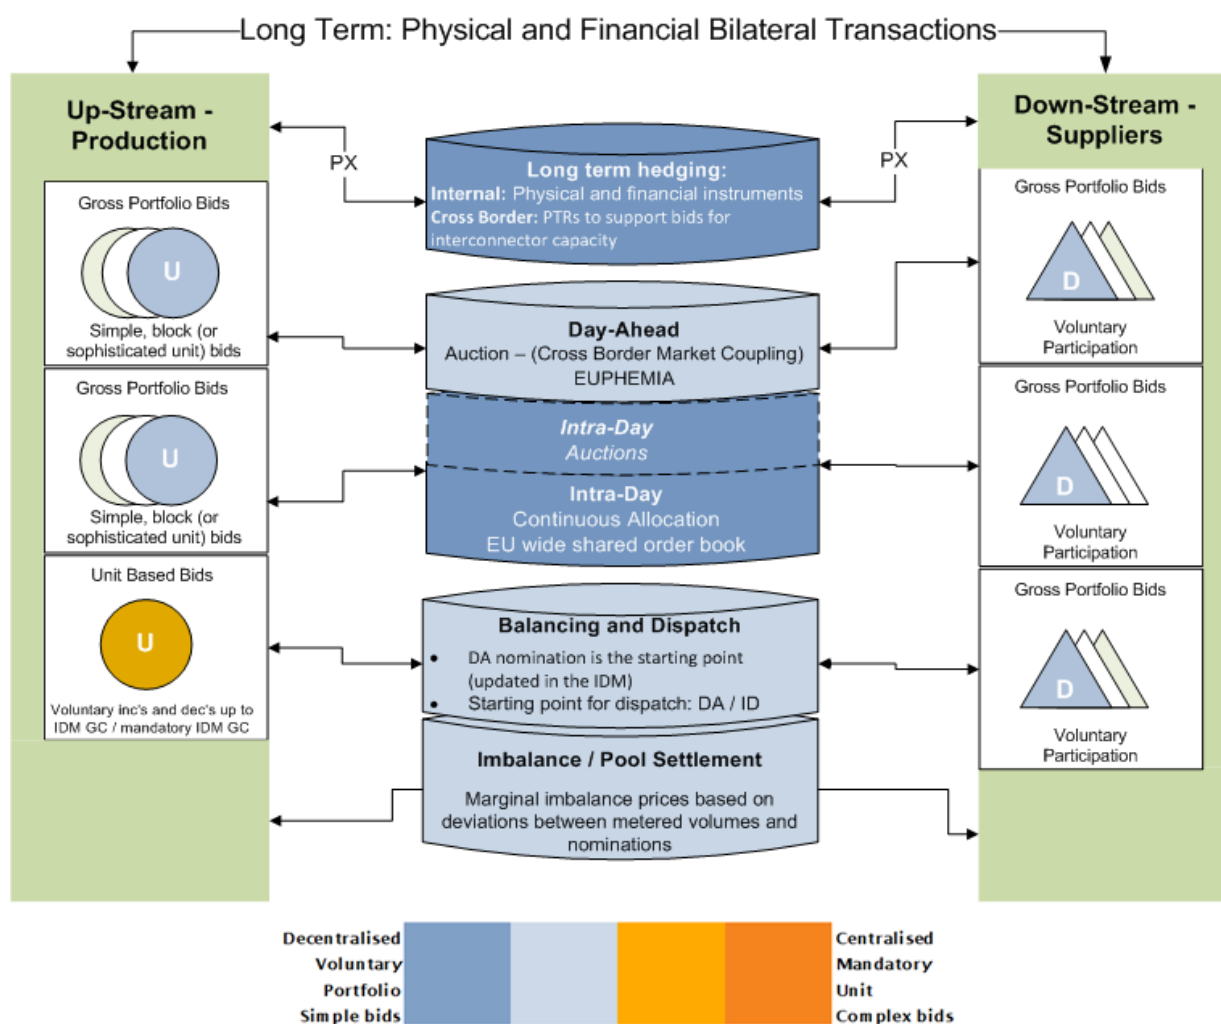 Long Term: Physical and Financial Bilateral Transactions
Up-Stream -
Production
Gross Portfolio Bids
U
Simple, block (or
sophisticated unit) bids
Gross Portfolio Bids
U
Simple, block (or
sophisticated unit) bids
Unit Based Bids
U
Voluntary inc's and dec's up to
IDM GC / mandatory IDM GC
PX
Long term hedging:
Internal: Physical and financial instruments
Cross Border: PTRs to support bids for
interconnector capacity
PX
Day-Ahead
Auction – (Cross Border Market Coupling)
EUPHEMIA
Intra-Day
Auctions
Intra-Day
Continuous Allocation
EU wide shared order book
Balancing and Dispatch
• DA nomination is the starting point
(updated in the IDM)
• Starting point for dispatch: DA / ID
Imbalance / Pool Settlement
Marginal imbalance prices based on
deviations between metered volumes and
nominations
Down-Stream -
Suppliers
Gross Portfolio Bids
D
Voluntary
Participation
Gross Portfolio Bids
D
Voluntary
Participation
Gross Portfolio Bids
D
Voluntary
Participation
Decentralised
Voluntary
Portfolio
Simple bids
Centralised
Mandatory
Unit
Complex bids